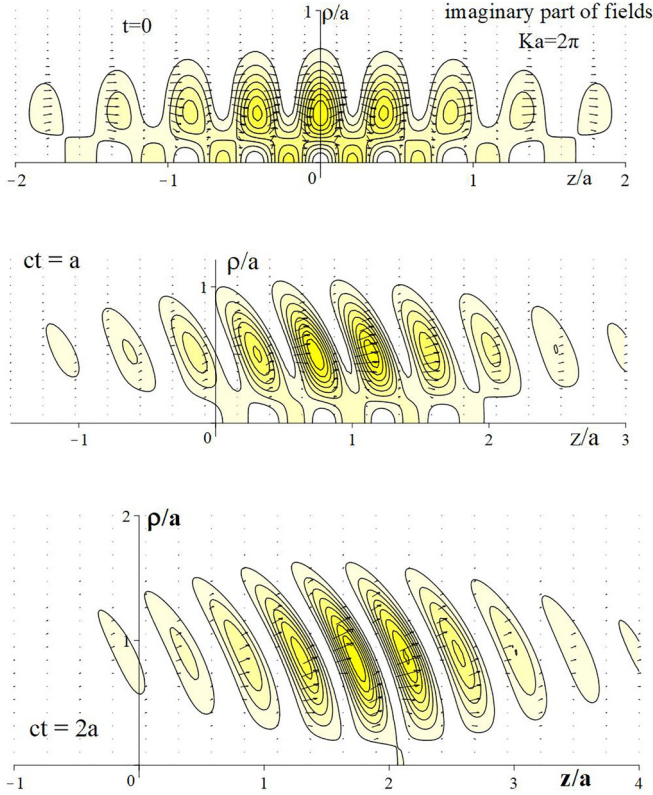 t=0
1
ρ/a
imaginary part of fields
Ka=2π
−2
−1
0
1
2
z/a
ct = a
ρ/a
1
−1
0
1
2
3
z/a
2
ρ/a
1
ct = 2a
−1
0
1
2
3
4
z/a